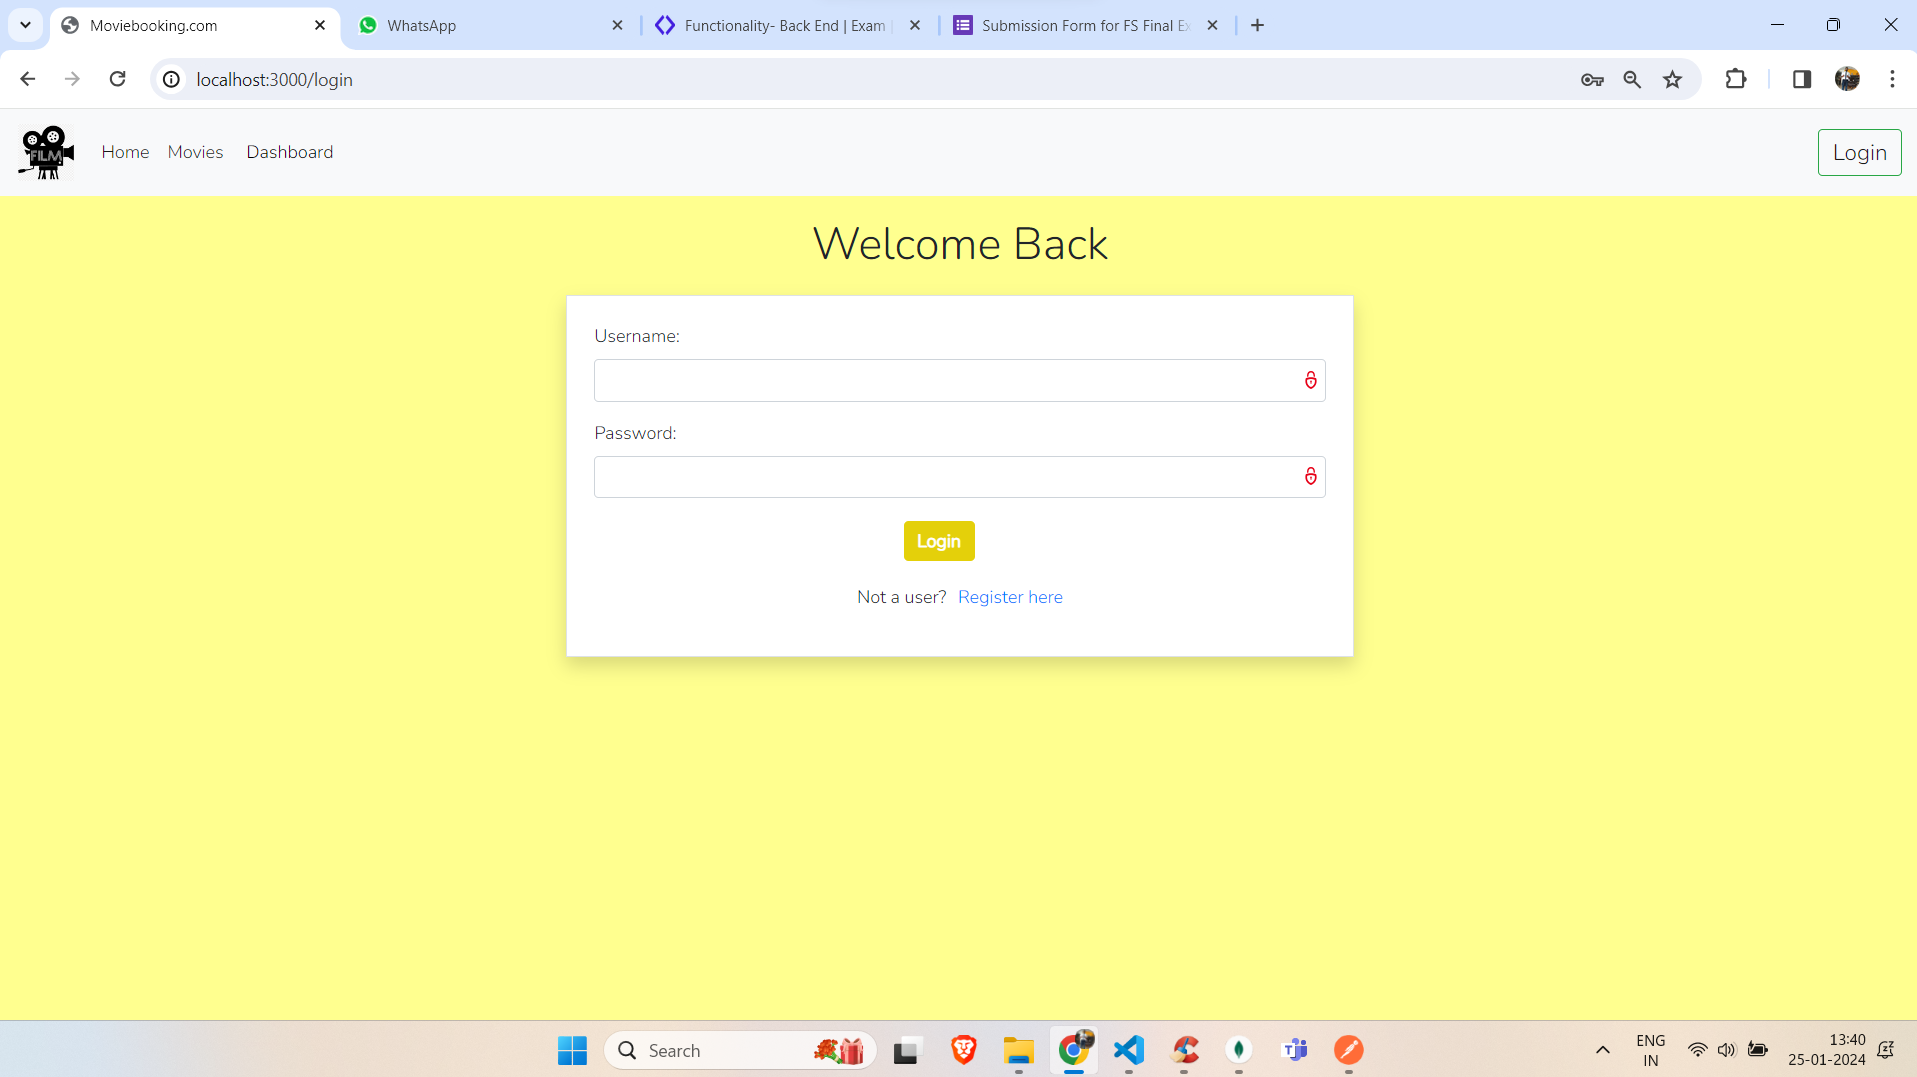 Moviebooking.com
WhatsApp
Functionality- Back End | Exam |
Submission Form for FS Final Ex
localhost:3000/login
FILM
Home
Movies
Dashboard
Login
Welcome Back
Username:
Password:
Login
Not a user? Register here
Search
ENG
IN
13:40
25-01-2024